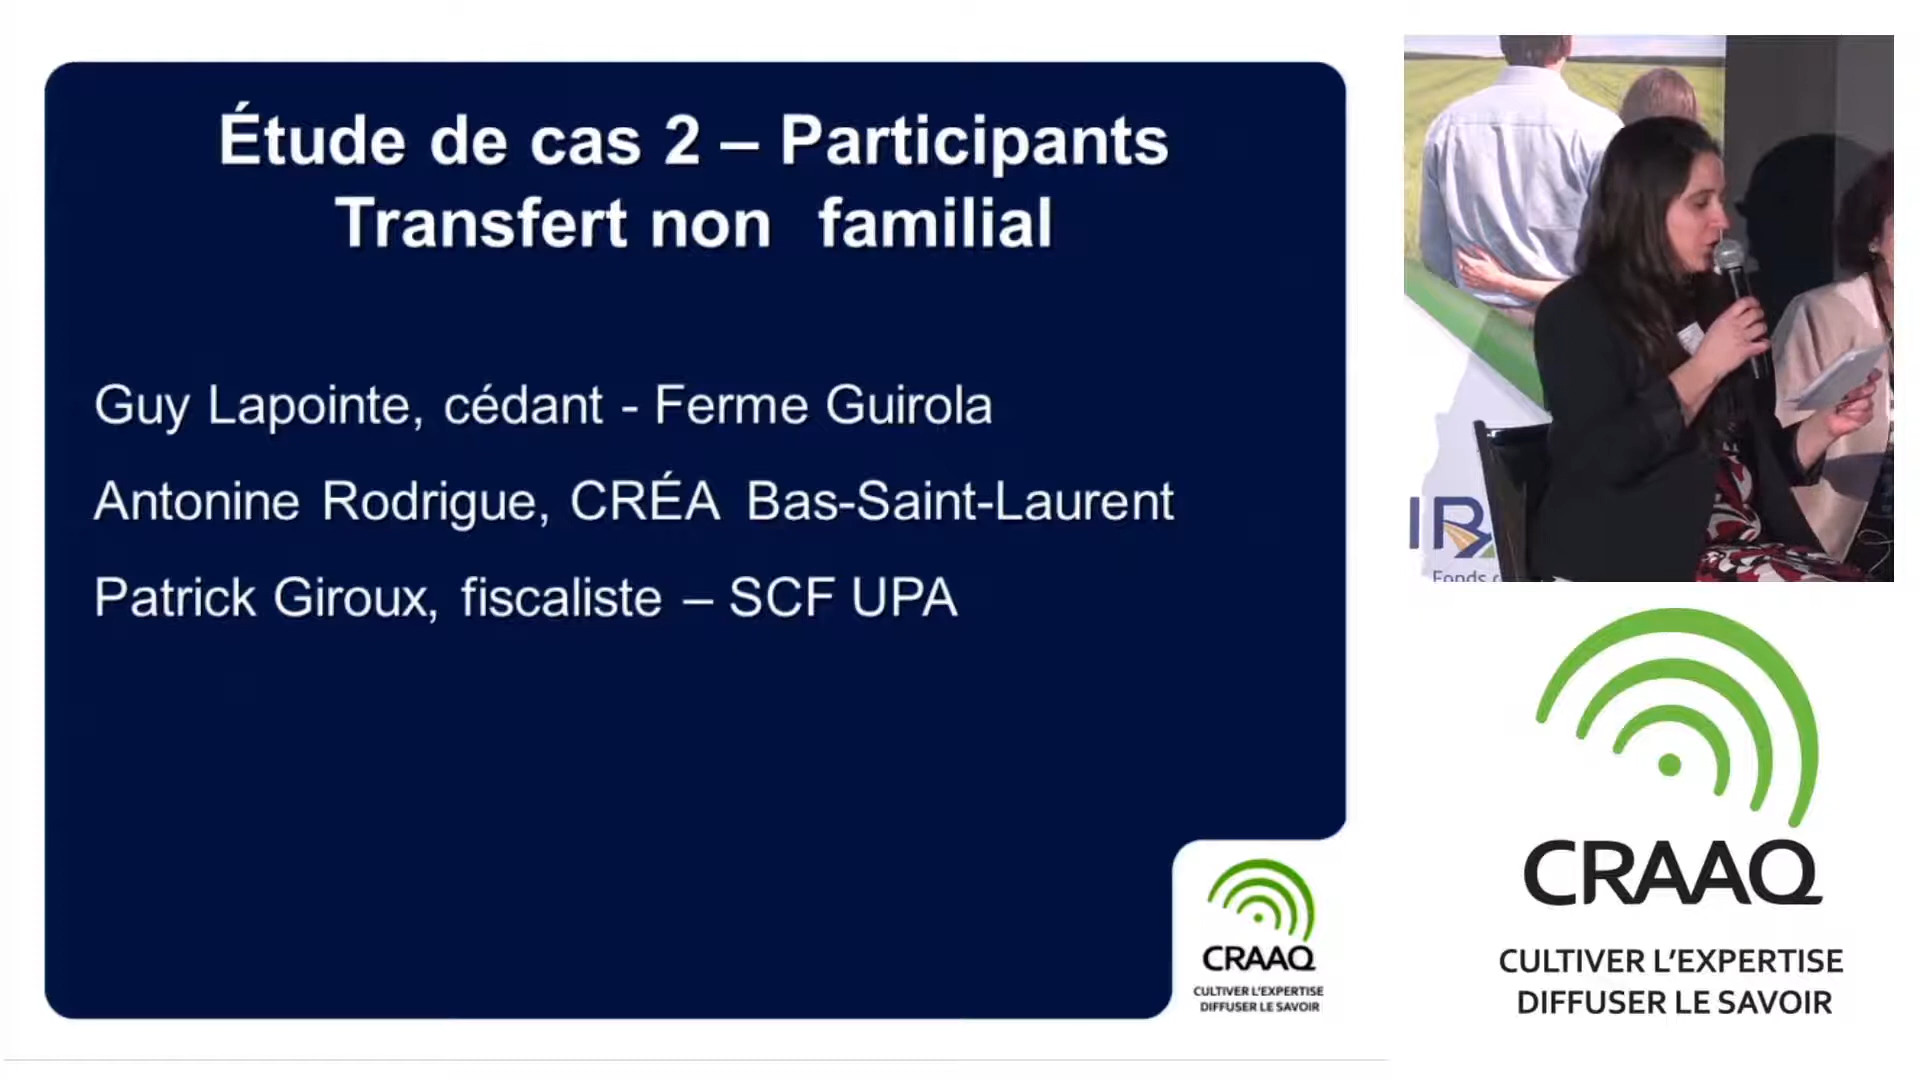 Étude de cas 2 – Participants
Transfert non familial
Guy Lapointe, cédant - Ferme Guirola
Antonine Rodrigue, CRÉA Bas-Saint-Laurent
Patrick Giroux, fiscaliste – SCF UPA
CRAAQ
CULTIVER L'EXPERTISE
DIFFUSER LE SAVOIR
Fonds
CRAAQ
CULTIVER L'EXPERTISE
DIFFUSER LE SAVOIR